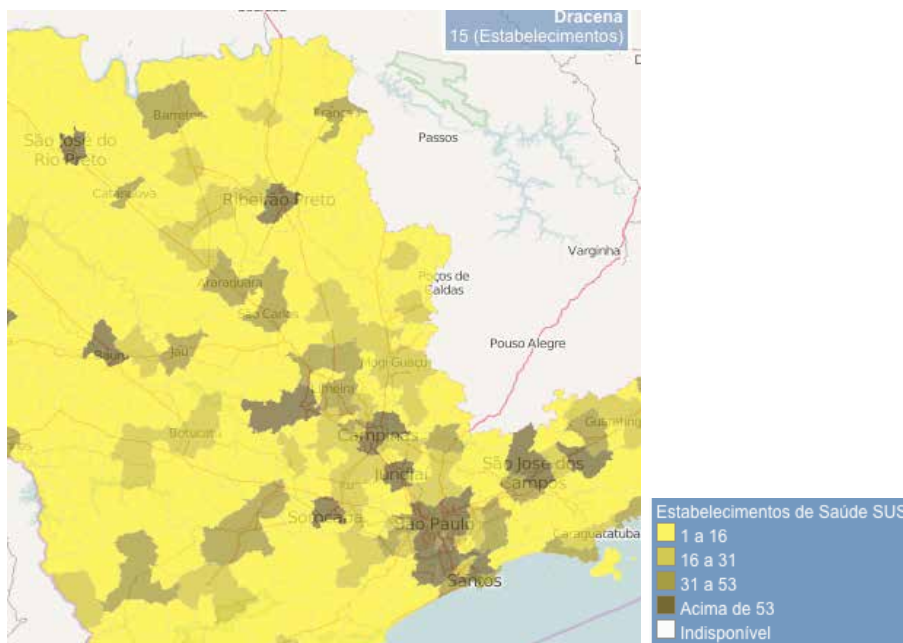 Dracena
15 (Estabelecimentos)
Passos
Barretos
Franca
São José do
Rio Preto
Catanduva
Ribeirão Preto
Varginha
Araraquara
Poços de
Caldas
São Carlos
Pouso Alegre
Bauru
Jaú
Mogi Guaçu
Limeira
Botucatu
Campinas
São José dos
Campos
Jundiaí
Sorocaba
São Paulo
Caraguatatuba
Santos
Estabelecimentos de Saúde SUS
1 a 16
16 a 31
31 a 53
Acima de 53
Indisponível